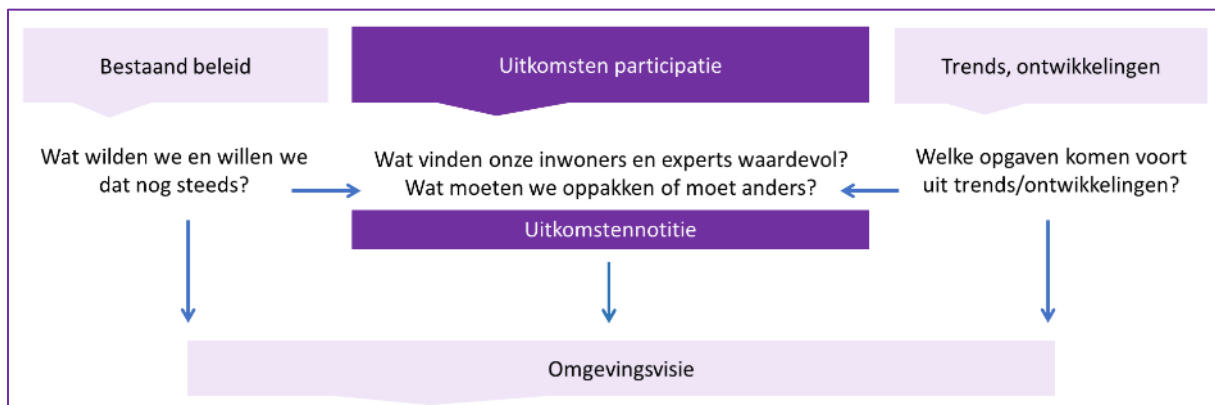 Bestaand beleid
Uitkomsten participatie
Trends, ontwikkelingen
Wat wilden we en willen we
dat nog steeds?
Wat vinden onze inwoners en experts waardevol?
Wat moeten we oppakken of moet anders?
Welke opgaven komen voort
uit trends/ontwikkelingen?
Uitkomstennotitie
Omgevingsvisie